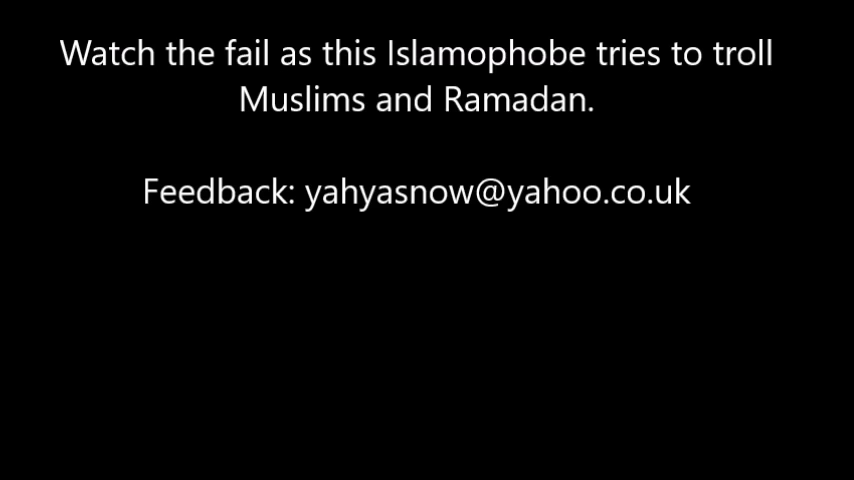 Watch the fail as this Islamophobe tries to troll
Muslims and Ramadan.
Feedback: yahyasnow@yahoo.co.uk